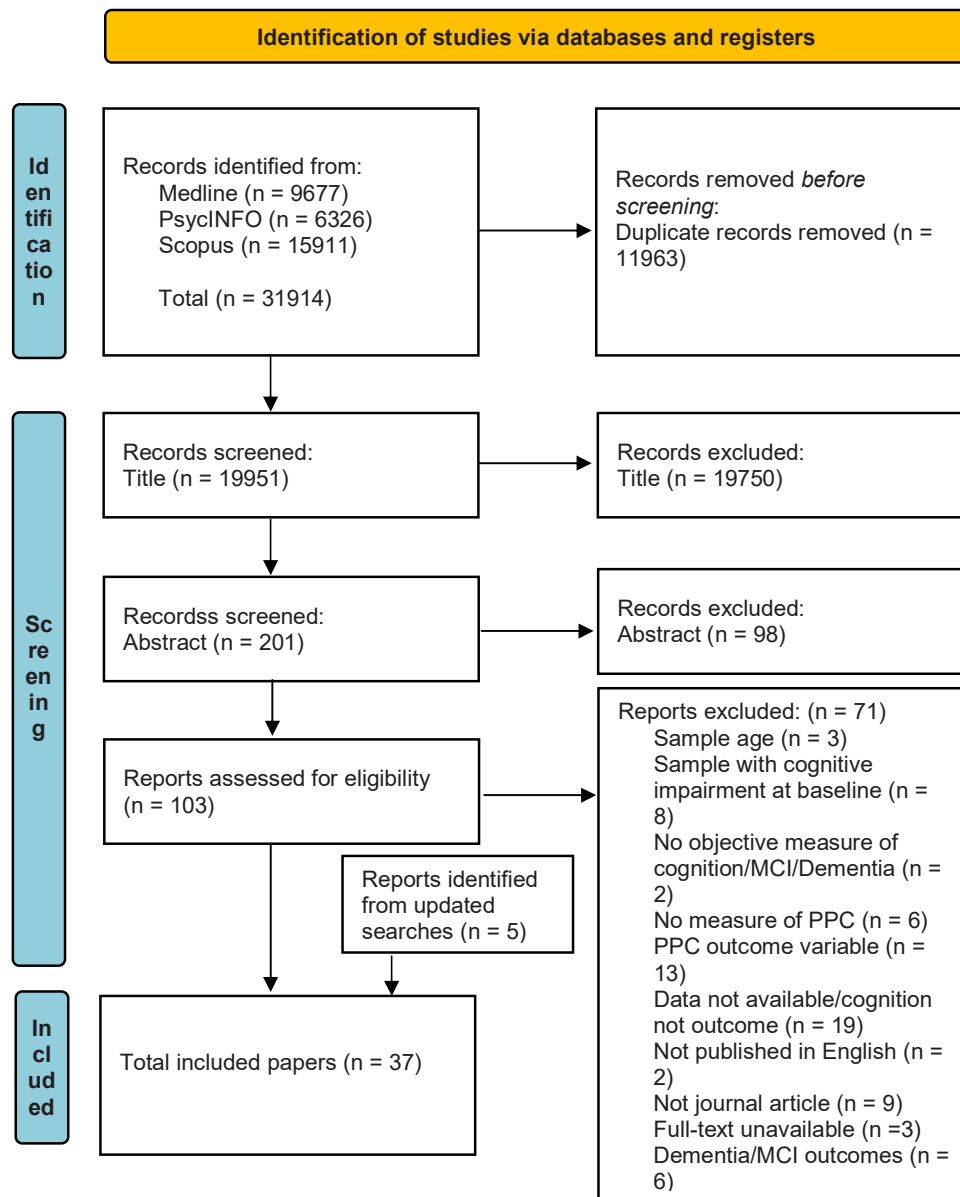 Identification of studies via databases and registers
Id
en
tifi
ca
tio
n
Records identified from:
Medline (n = 9677)
PsycINFO (n = 6326)
Scopus (n = 15911)
Total (n = 31914)
Records removed before
screening:
Duplicate records removed (n =
11963)
Sc
re
en
in
g
Records screened:
Title (n = 19951)
Records excluded:
Title (n = 19750)
Recordss screened:
Abstract (n = 201)
Records excluded:
Abstract (n = 98)
Reports assessed for eligibility
(n = 103)
Reports excluded: (n = 71)
Sample age (n = 3)
Sample with cognitive
impairment at baseline (n =
8)
No objective measure of
cognition/MCI/Dementia (n =
2)
No measure of PPC (n = 6)
PPC outcome variable (n =
13)
Data not available/cognition
not outcome (n = 19)
Not published in English (n =
2)
Not journal article (n = 9)
Full-text unavailable (n =3)
Dementia/MCI outcomes (n =
6)
Reports identified
from updated
searches (n = 5)
In
cl
ud
ed
Total included papers (n = 37)